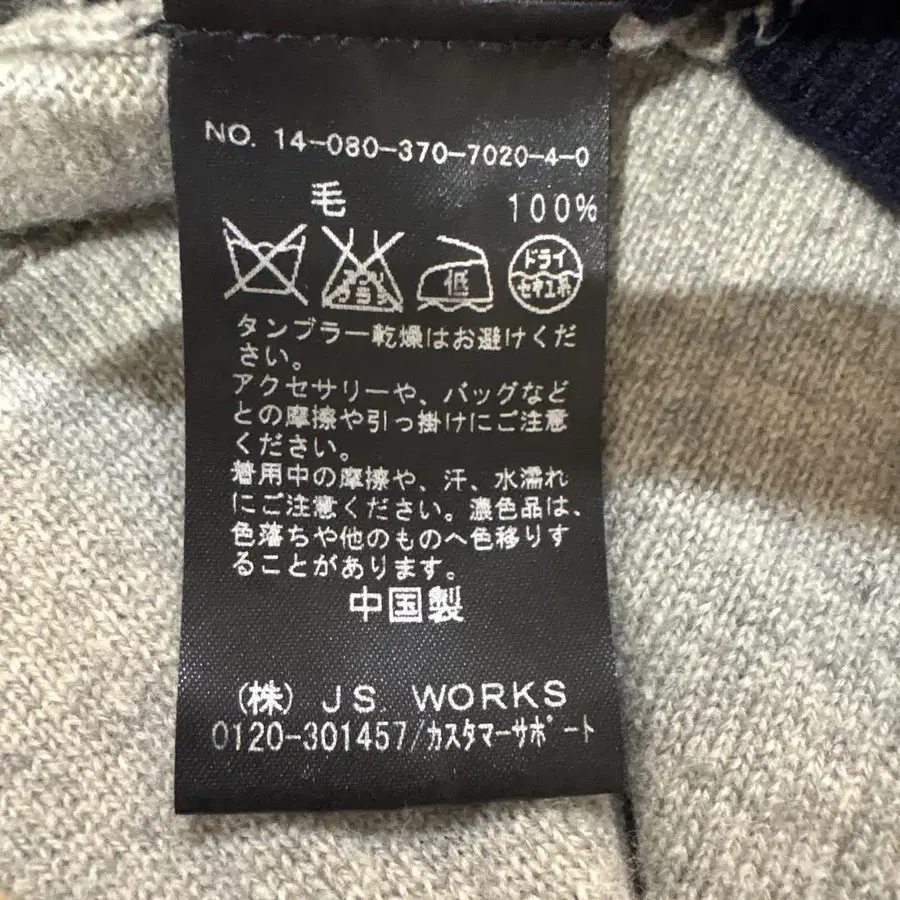 NO. 14-080-370-7020-4-0
毛 100%
エンソ サラシ 低 ドライ セキユ系
タンブラー乾燥はお避けくだ
さい。
アクセサリーや、バッグなど
との摩擦や引っ掛けにご注意
ください。
着用中の摩擦や、汗、水濡れ
にご注意ください。濃色品は、
色落ちや他のものへ色移りす
ることがあります。
中国製
(株) JS. WORKS
0120-301457/カスタマーサポート